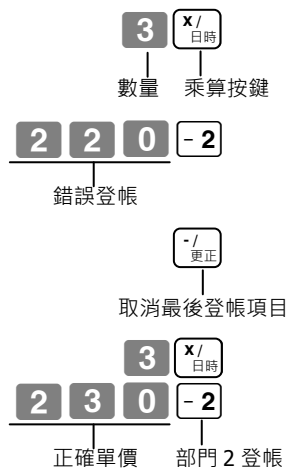 3 x/日時
數量 乘算按鍵
2 2 0 - 2
錯誤登帳
-/更正
取消最後登帳項目
3 x/日時
2 3 0 - 2
正確單價 部門 2 登帳